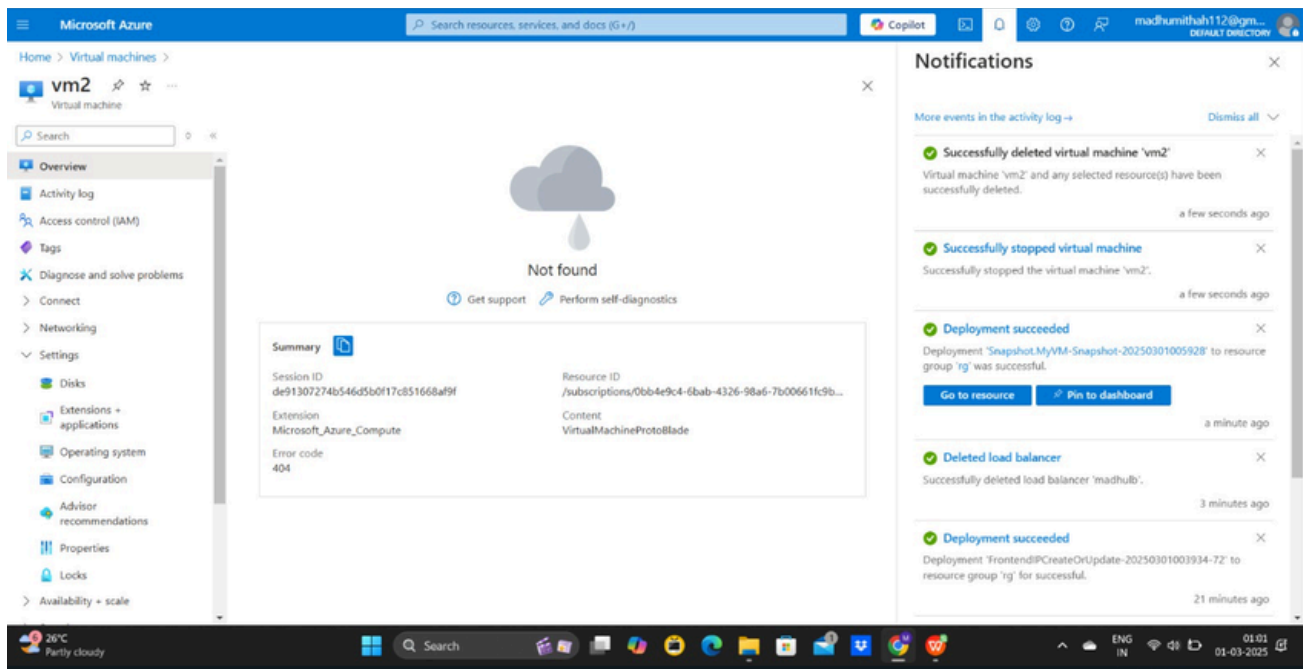 Microsoft Azure
Search resources, services, and docs (G+/)
Copilot
madhumithah112@gm...
DEFAULT DIRECTORY
Home > Virtual machines >
vm2
Virtual machine
Search
Overview
Activity log
Access control (IAM)
Tags
Diagnose and solve problems
Connect
Networking
Settings
Disks
Extensions +
applications
Operating system
Configuration
Advisor
recommendations
Properties
Locks
Availability + scale
Not found
Get support
Perform self-diagnostics
Summary
Session ID
de91307274b546d5b0f17c851668af9f
Resource ID
/subscriptions/0bb4e9c4-6bab-4326-98a6-7b00661fc9b...
Extension
Microsoft_Azure_Compute
Content
VirtualMachineProtoBlade
Error code
404
Notifications
More events in the activity log →
Dismiss all
Successfully deleted virtual machine 'vm2'
Virtual machine 'vm2' and any selected resource(s) have been
successfully deleted.
a few seconds ago
Successfully stopped virtual machine
Successfully stopped the virtual machine 'vm2'.
a few seconds ago
Deployment succeeded
Deployment 'Snapshot.MyVM-Snapshot-20250301005928' to resource
group 'rg' was successful.
Go to resource
Pin to dashboard
a minute ago
Deleted load balancer
Successfully deleted load balancer 'madhulb'.
3 minutes ago
Deployment succeeded
Deployment 'FrontendIPCreateOrUpdate-20250301003934-72' to
resource group 'rg' for successful.
21 minutes ago
6
26°C
Partly cloudy
Search
ENG
IN
01:01
01-03-2025